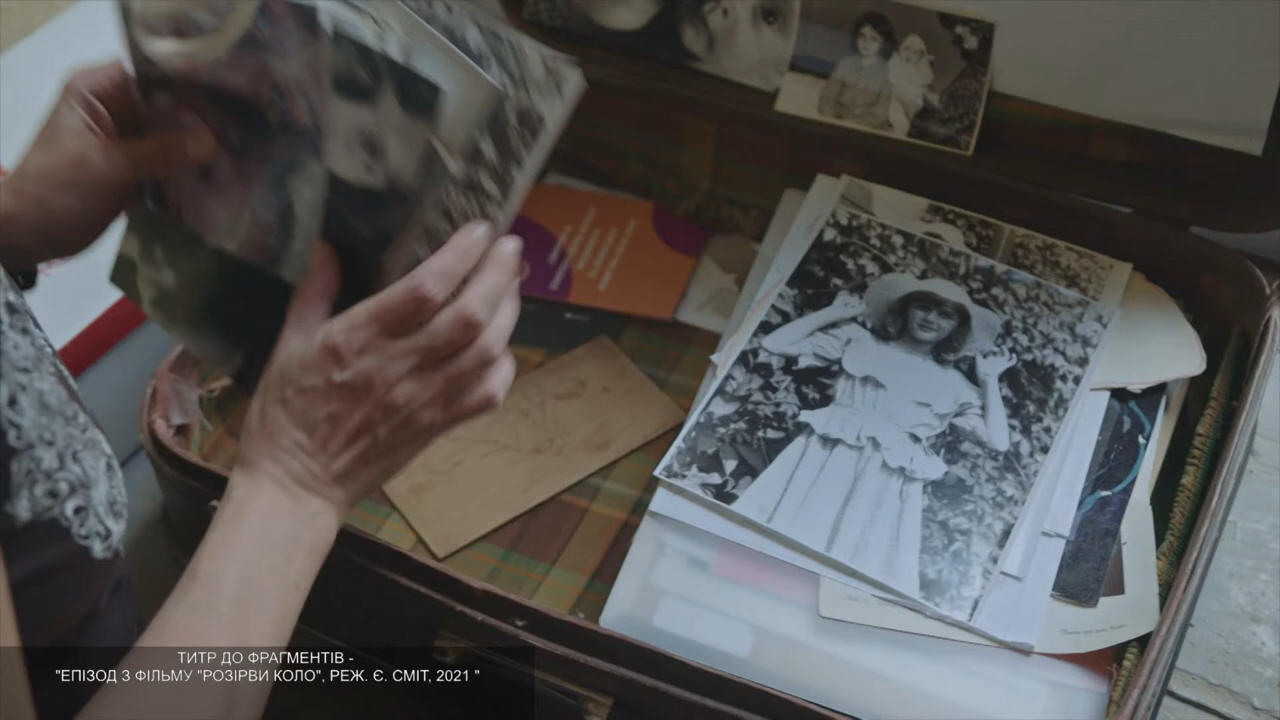 ТИТР ДО ФРАГМЕНТІВ -
"ЕПІЗОД З ФІЛЬМУ "РОЗІРВИ КОЛО", РЕЖ. Є. СМІТ, 2021 "